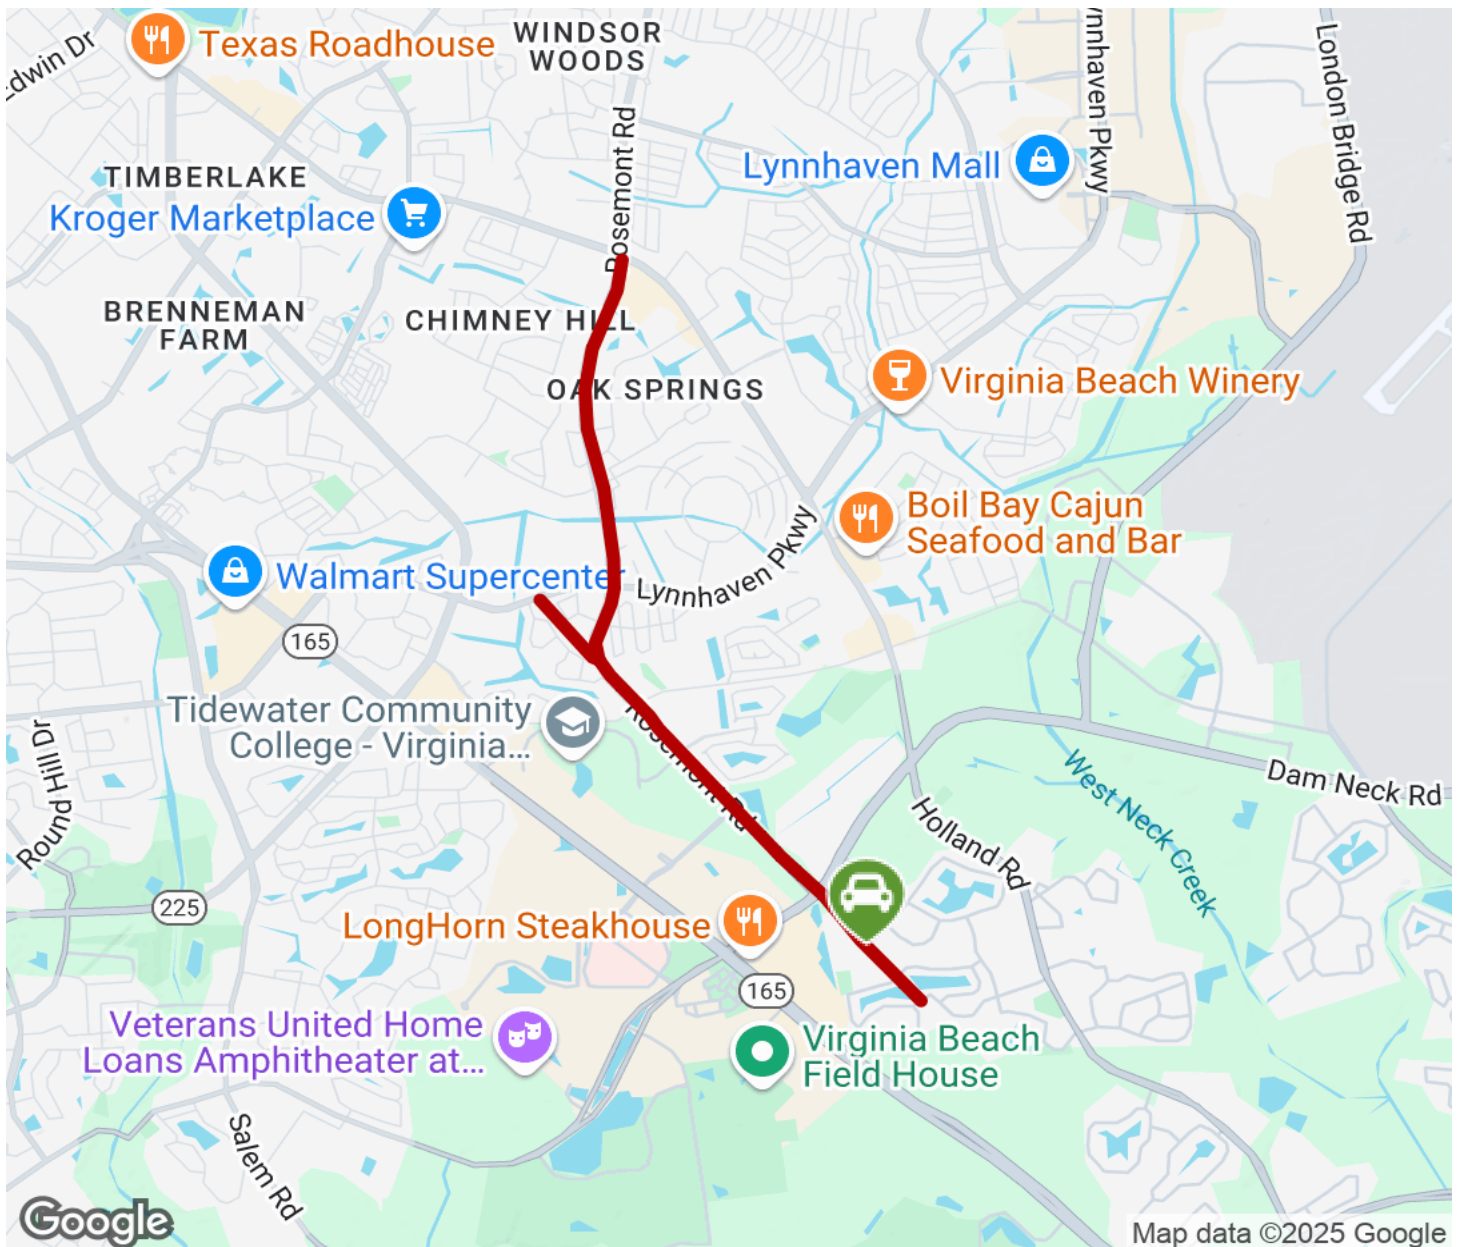 WINDSOR
WOODS
Texas Roadhouse
Edwin Dr
Lynnhaven Pkwy
London Bridge Rd
Rosemont Rd
Lynnhaven Mall
TIMBERLAKE
Kroger Marketplace
BRENNEMAN
FARM
CHIMNEY HILL
OAK SPRINGS
Virginia Beach Winery
Boil Bay Cajun
Seafood and Bar
Walmart Supercenter
Lynnhaven Pkwy
165
Tidewater Community
College - Virginia...
Rosemont Rd
Round Hill Dr
West Neck Creek
Dam Neck Rd
Holland Rd
225
LongHorn Steakhouse
165
Veterans United Home
Loans Amphitheater at...
Virginia Beach
Field House
Salem Rd
Google
Map data ©2025 Google